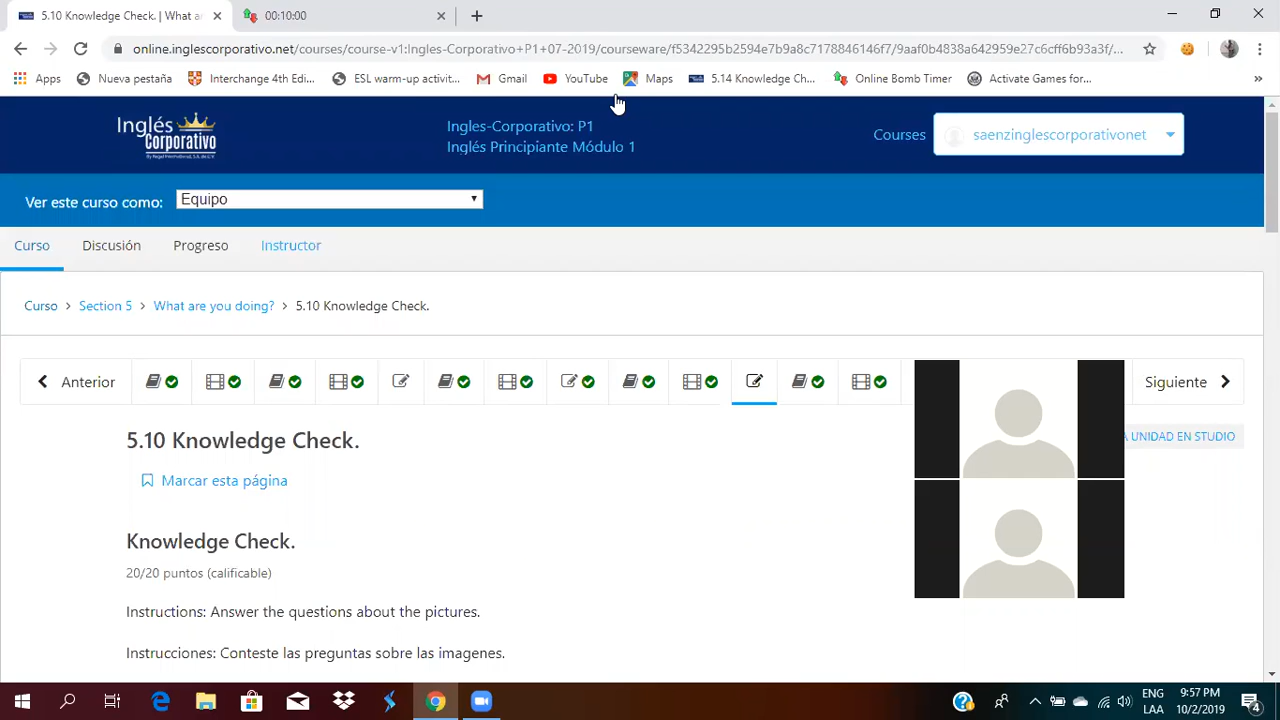 5.10 Knowledge Check. | What a
00:10:00
online.inglescorporativo.net/courses/course-v1:Ingles-Corporativo+P1+07-2019/courseware/f5342295b2594e7b9a8c7178846146f7/9aaf0b4838a642959e27c6cff6b93a3f/...
Apps
Nueva pestaña
Interchange 4th Edi...
ESL warm-up activit...
Gmail
YouTube
Maps
5.14 Knowledge Ch...
Online Bomb Timer
Activate Games for...
»
Inglés
Corporativo
Ingles-Corporativo: P1
Inglés Principiante Módulo 1
Courses
saenzinglescorporativonet
Ver este curso como:
Equipo
Curso
Discusión
Progreso
Instructor
Curso > Section 5 > What are you doing? > 5.10 Knowledge Check.
Anterior
Siguiente
5.10 Knowledge Check.
A UNIDAD EN STUDIO
Marcar esta página
Knowledge Check.
20/20 puntos (calificable)
Instructions: Answer the questions about the pictures.
Instrucciones: Conteste las preguntas sobre las imagenes.
ENG
LAA
9:57 PM
10/2/2019
4